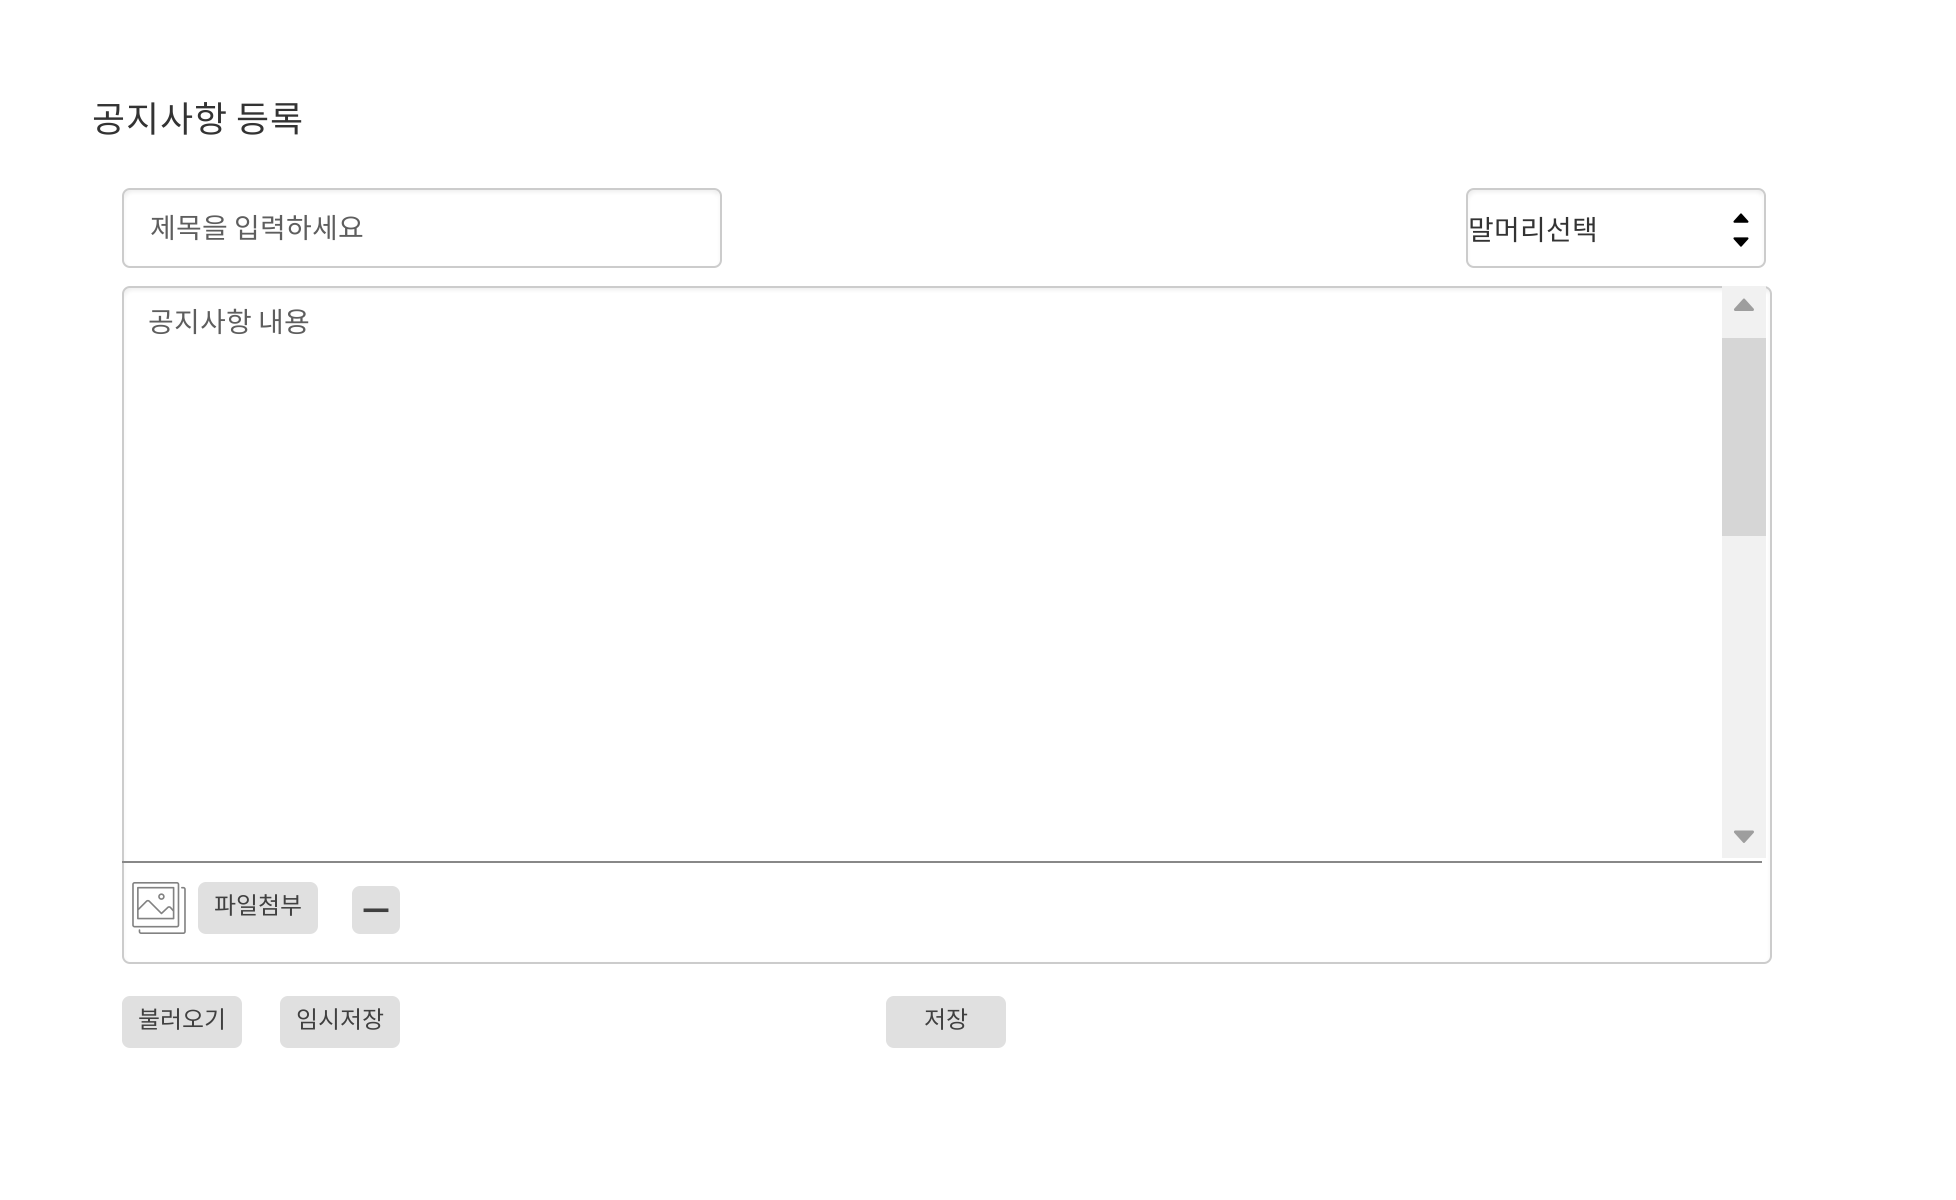 공지사항 등록
제목을 입력하세요
말머리선택
공지사항 내용
파일첨부
불러오기
임시저장
저장